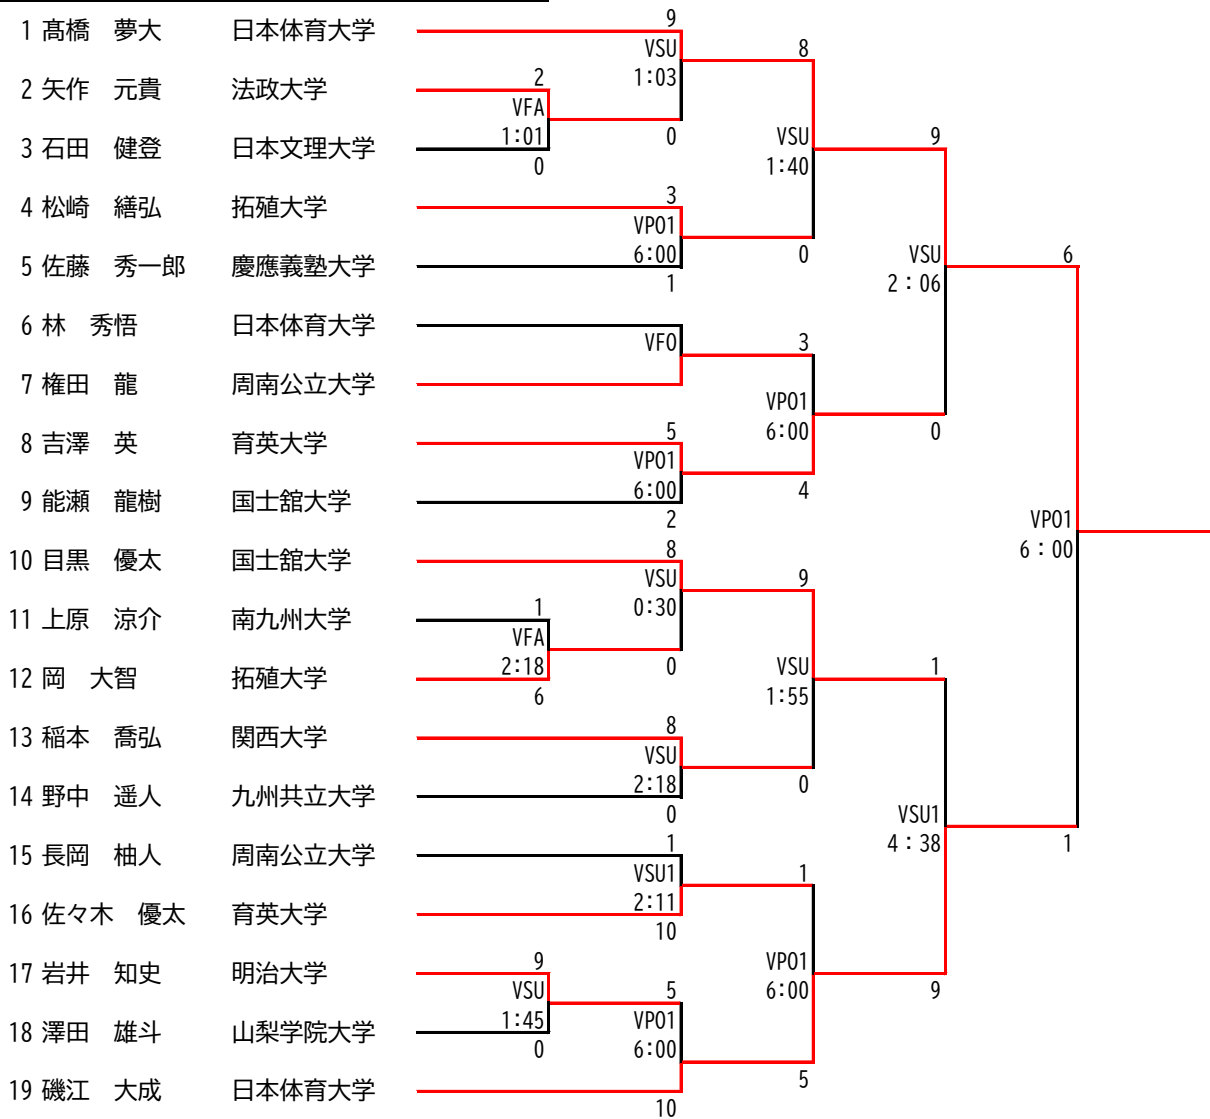 1 髙橋 夢大 日本体育大学
2 矢作 元貴 法政大学
3 石田 健登 日本文理大学
4 松崎 繕弘 拓殖大学
5 佐藤 秀一郎 慶應義塾大学
6 林 秀悟 日本体育大学
7 権田 龍 周南公立大学
8 吉澤 英 育英大学
9 能瀬 龍樹 国士舘大学
10 目黒 優太 国士舘大学
11 上原 涼介 南九州大学
12 岡 大智 拓殖大学
13 稲本 喬弘 関西大学
14 野中 遥人 九州共立大学
15 長岡 柚人 周南公立大学
16 佐々木 優太 育英大学
17 岩井 知史 明治大学
18 澤田 雄斗 山梨学院大学
19 磯江 大成 日本体育大学
2
VFA
1:01
0
1
VFA
2:18
6
9
VSU
1:45
0
9
VSU
1:03
0
3
VPO1
6:00
1
VFO
5
VPO1
6:00
2
8
VSU
0:30
0
8
VSU
2:18
0
1
VSU1
2:11
10
5
VPO1
6:00
10
8
VSU
1:40
0
3
VPO1
6:00
4
9
VSU
1:55
0
1
VPO1
6:00
5
9
VSU
2:06
0
1
VSU1
4:38
9
6
VPO1
6:00
1